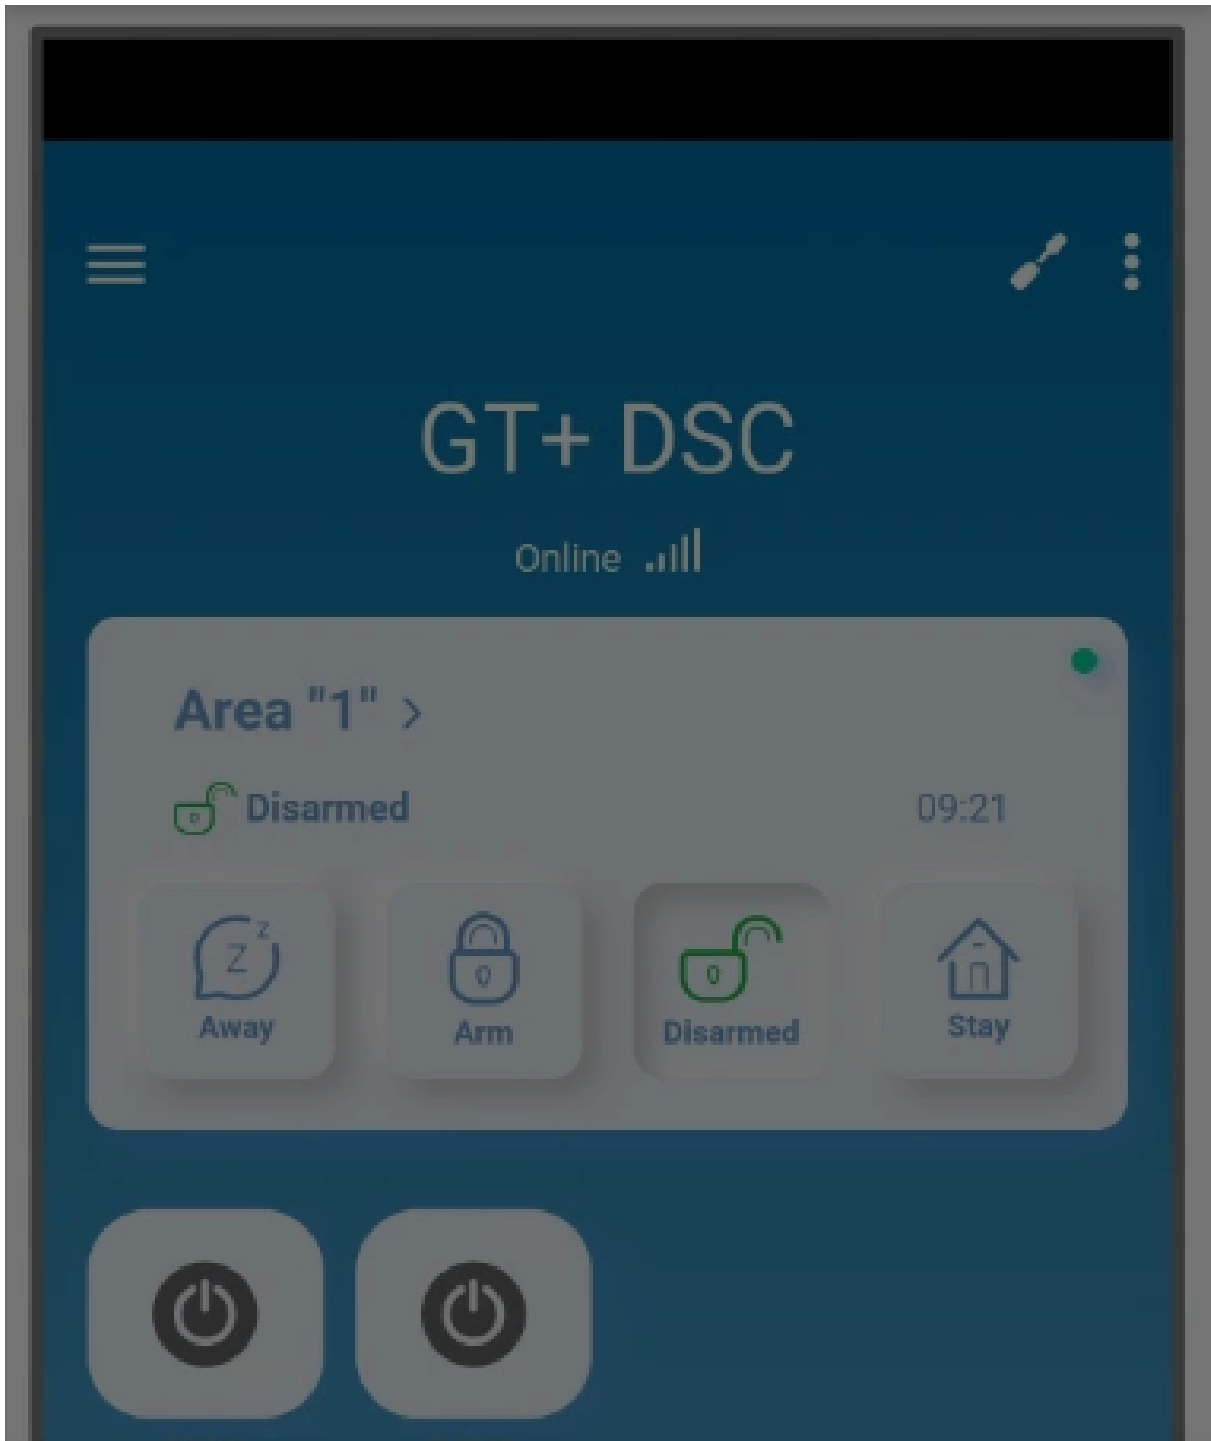 GT+ DSC
Online
Area "1" >
Disarmed 09:21
Away Arm Disarmed Stay